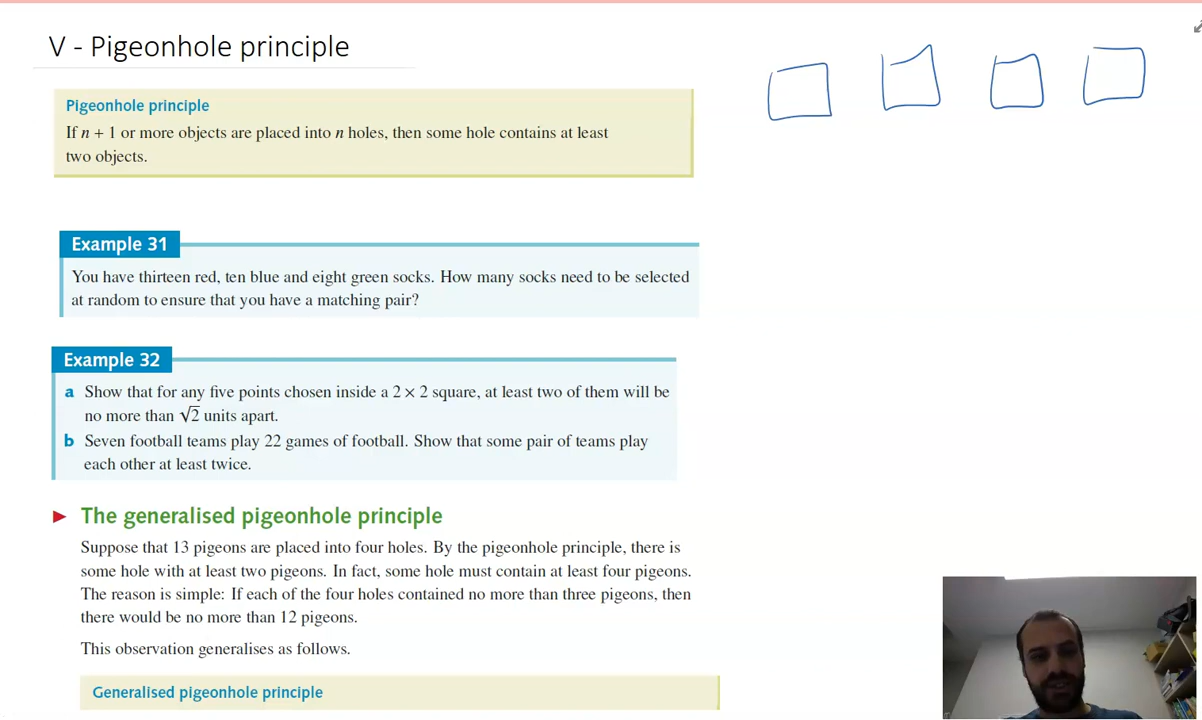 V - Pigeonhole principle
Pigeonhole principle
If n + 1 or more objects are placed into n holes, then some hole contains at least
two objects.
Example 31
You have thirteen red, ten blue and eight green socks. How many socks need to be selected
at random to ensure that you have a matching pair?
Example 32
a Show that for any five points chosen inside a 2 × 2 square, at least two of them will be
no more than √2 units apart.
b Seven football teams play 22 games of football. Show that some pair of teams play
each other at least twice.
► The generalised pigeonhole principle
Suppose that 13 pigeons are placed into four holes. By the pigeonhole principle, there is
some hole with at least two pigeons. In fact, some hole must contain at least four pigeons.
The reason is simple: If each of the four holes contained no more than three pigeons, then
there would be no more than 12 pigeons.
This observation generalises as follows.
Generalised pigeonhole principle